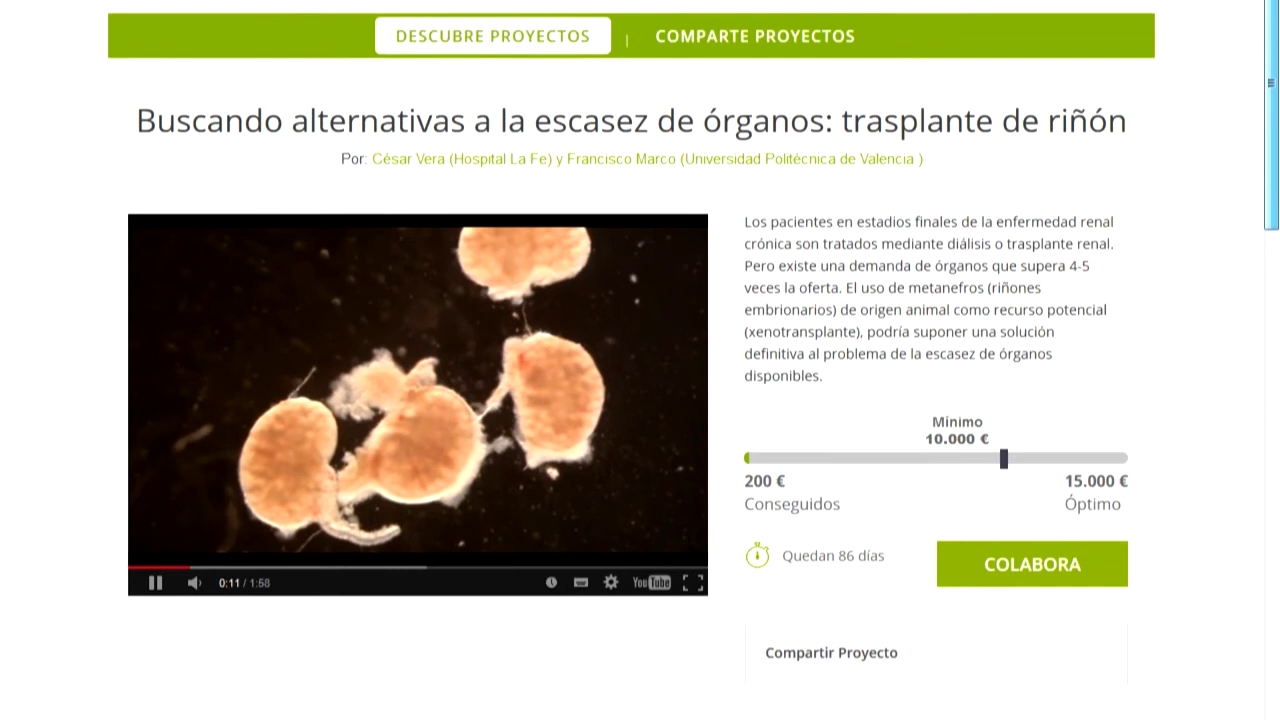 DESCUBRE PROYECTOS | COMPARTE PROYECTOS
Buscando alternativas a la escasez de órganos: trasplante de riñón
Por: César Vera (Hospital La Fe) y Francisco Marco (Universidad Politécnica de Valencia )
Los pacientes en estadios finales de la enfermedad renal
crónica son tratados mediante diálisis o trasplante renal.
Pero existe una demanda de órganos que supera 4-5
veces la oferta. El uso de metanefros (riñones
embrionarios) de origen animal como recurso potencial
(xenotransplante), podría suponer una solución
definitiva al problema de la escasez de órganos
disponibles.
Mínimo
10.000 €
200 € 15.000 €
Conseguidos Óptimo
Quedan 86 días COLABORA
0:11 / 1:58 YouTube
Compartir Proyecto